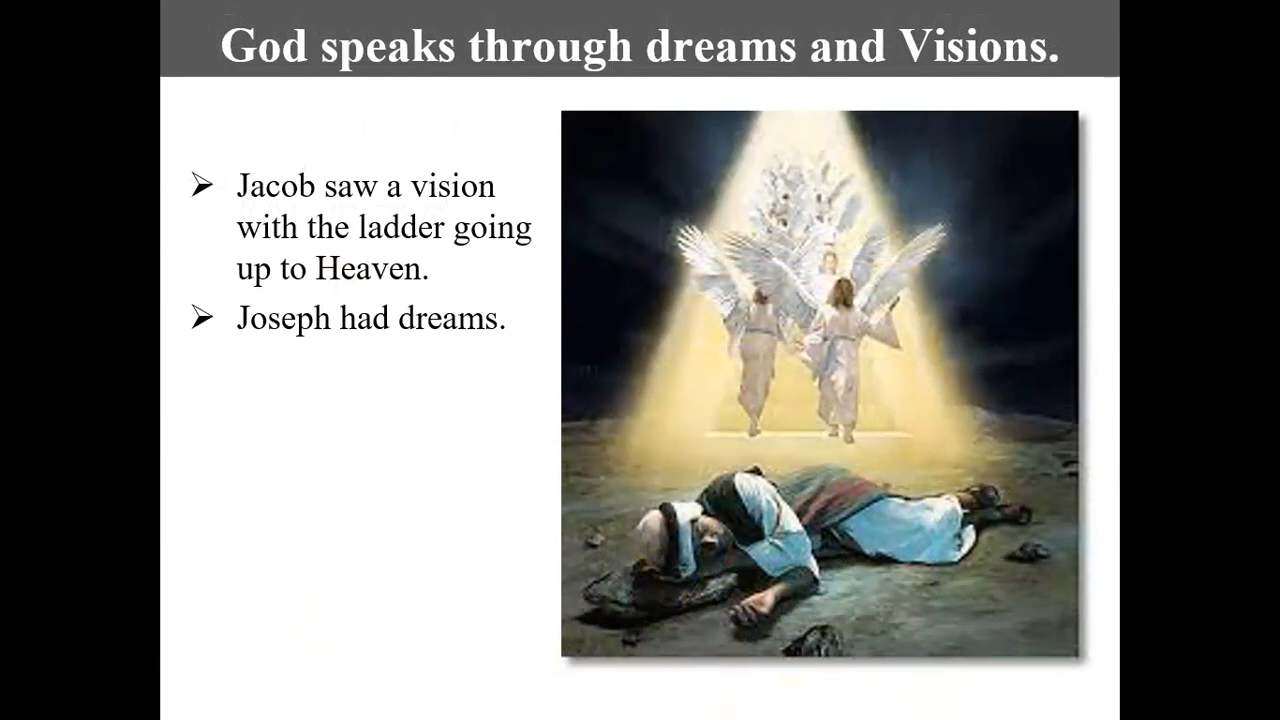 God speaks through dreams and Visions.
➢ Jacob saw a vision
with the ladder going
up to Heaven.
➢ Joseph had dreams.